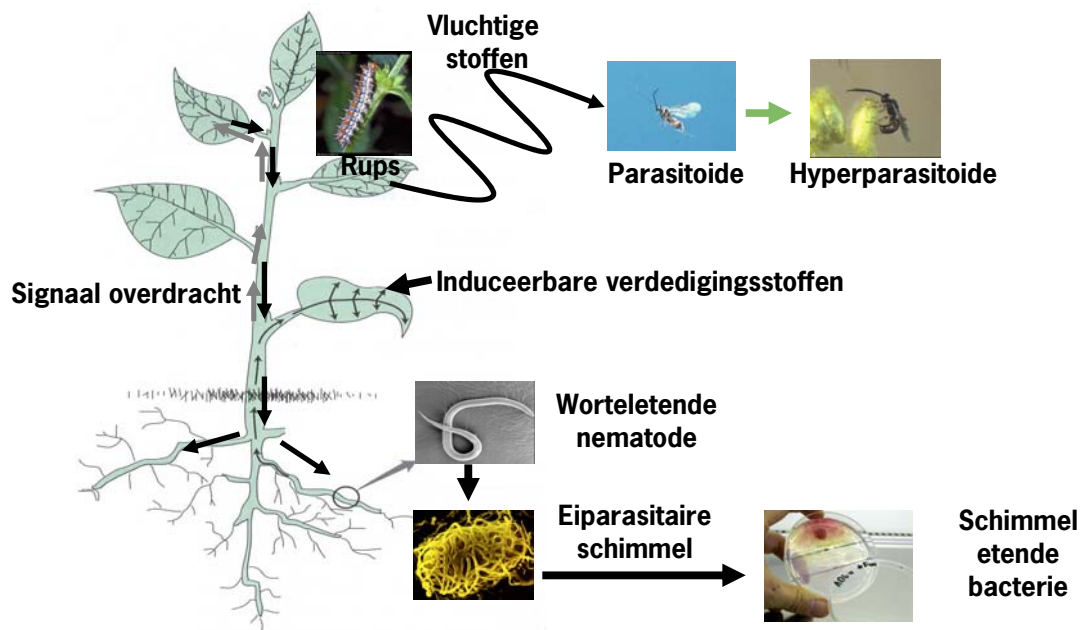 Vluchtige
stoffen
Rups
Parasitoide
Hyperparasitoide
Signaal overdracht
Induceerbare verdedigingsstoffen
Worteletende
nematode
Eiparasitaire
schimmel
Schimmel
etende
bacterie